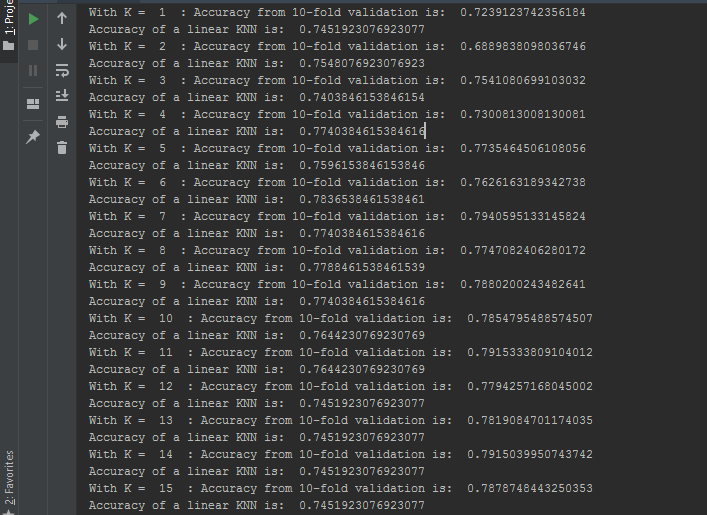 1: Proje
With K =  1  : Accuracy from 10-fold validation is:  0.7239123742356184
Accuracy of a linear KNN is:  0.7451923076923077
With K =  2  : Accuracy from 10-fold validation is:  0.6889838098036746
Accuracy of a linear KNN is:  0.7548076923076923
With K =  3  : Accuracy from 10-fold validation is:  0.7541080699103032
Accuracy of a linear KNN is:  0.7403846153846154
With K =  4  : Accuracy from 10-fold validation is:  0.7300813008130081
Accuracy of a linear KNN is:  0.7740384615384616
With K =  5  : Accuracy from 10-fold validation is:  0.7735464506108056
Accuracy of a linear KNN is:  0.7596153846153846
With K =  6  : Accuracy from 10-fold validation is:  0.7626163189342738
Accuracy of a linear KNN is:  0.7836538461538461
With K =  7  : Accuracy from 10-fold validation is:  0.7940595133145824
Accuracy of a linear KNN is:  0.7740384615384616
With K =  8  : Accuracy from 10-fold validation is:  0.7747082406280172
Accuracy of a linear KNN is:  0.7788461538461539
With K =  9  : Accuracy from 10-fold validation is:  0.7880200243482641
Accuracy of a linear KNN is:  0.7740384615384616
With K =  10  : Accuracy from 10-fold validation is:  0.7854795488574507
Accuracy of a linear KNN is:  0.7644230769230769
With K =  11  : Accuracy from 10-fold validation is:  0.7915333809104012
Accuracy of a linear KNN is:  0.7644230769230769
With K =  12  : Accuracy from 10-fold validation is:  0.7794257168045002
Accuracy of a linear KNN is:  0.7451923076923077
With K =  13  : Accuracy from 10-fold validation is:  0.7819084701174035
Accuracy of a linear KNN is:  0.7451923076923077
With K =  14  : Accuracy from 10-fold validation is:  0.7915039950743742
Accuracy of a linear KNN is:  0.7451923076923077
With K =  15  : Accuracy from 10-fold validation is:  0.7878748443250353
Accuracy of a linear KNN is:  0.7451923076923077
2: Favorites